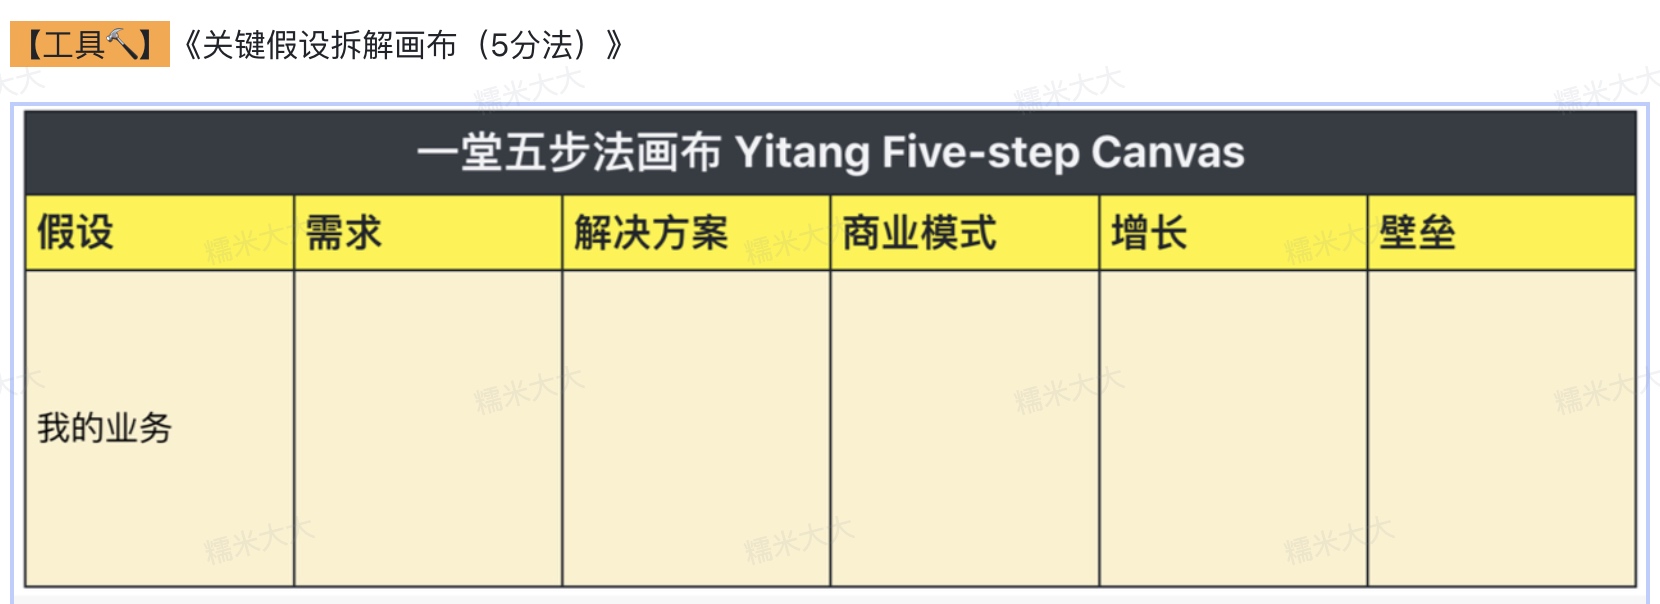 【工具🔨】《关键假设拆解画布（5分法）》
糯米大大 糯米大大 糯米大大
一堂五步法画布 Yitang Five-step Canvas
假设 需求 解决方案 商业模式 增长 壁垒
糯米大大 糯米大大 糯米大大
糯米大大 糯米大大 糯米大大
我的业务
糯米大大 糯米大大 糯米大大